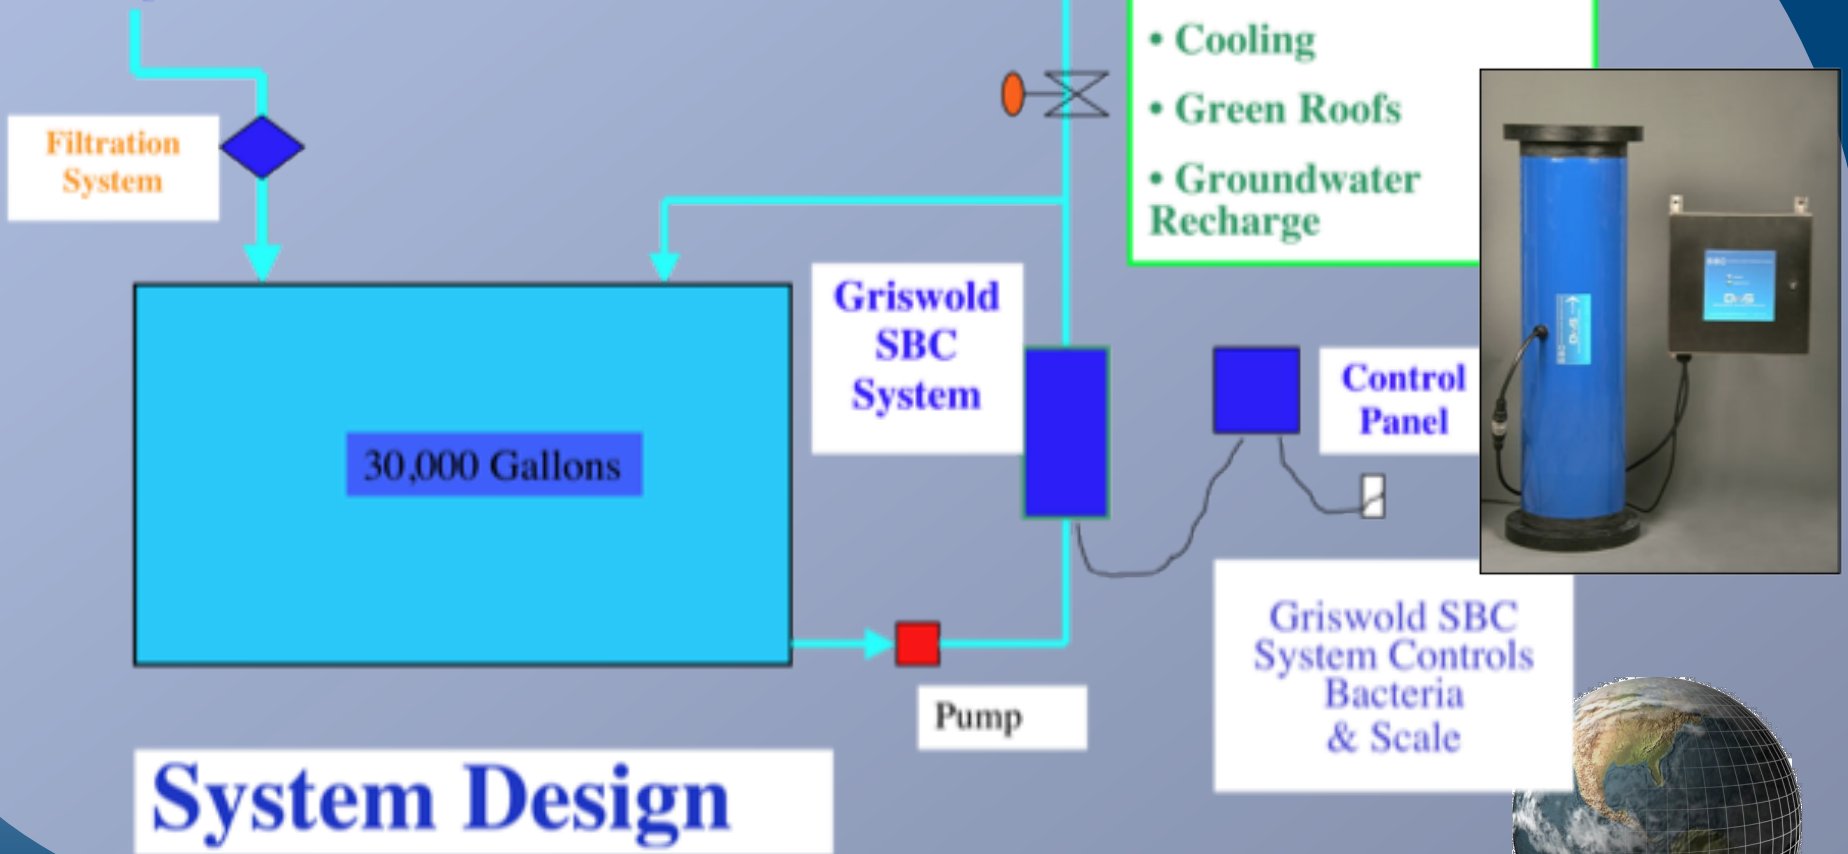 • Cooling
• Green Roofs
• Groundwater
Recharge
Filtration
System
Griswold
SBC
System
Control
Panel
30,000 Gallons
Griswold SBC
System Controls
Bacteria
& Scale
Pump
System Design
SBC